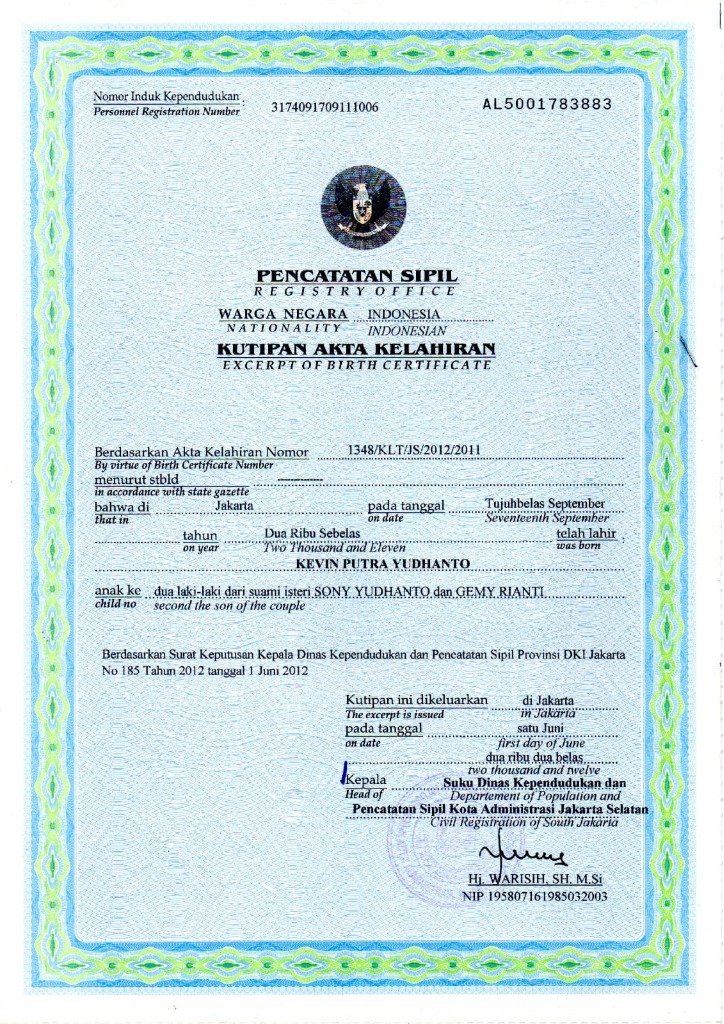 Nomor Induk Kependudukan :
Personnel Registration Number
3174091709111006
AL5001783883
PENCATATAN SIPIL
REGISTRY OFFICE
WARGA NEGARA INDONESIA
NATIONALITY INDONESIAN
KUTIPAN AKTA KELAHIRAN
EXCERPT OF BIRTH CERTIFICATE
Berdasarkan Akta Kelahiran Nomor 1348/KLT/JS/2012/2011
By virtue of Birth Certificate Number
menurut stbld -------------
in accordance with state gazette
bahwa di Jakarta pada tanggal Tujuhbelas September
that in on date Seventeenth September
tahun Dua Ribu Sebelas telah lahir :
on year Two Thousand and Eleven was born
KEVIN PUTRA YUDHANTO
anak ke dua laki-laki dari suami isteri SONY YUDHANTO dan GEMY RIANTI
child no second the son of the couple
Berdasarkan Surat Keputusan Kepala Dinas Kependudukan dan Pencatatan Sipil Provinsi DKI Jakarta
No 185 Tahun 2012 tanggal 1 Juni 2012
Kutipan ini dikeluarkan di Jakarta
The excerpt is issued in Jakarta
pada tanggal satu Juni
on date first day of June
dua ribu dua belas
two thousand and twelve
Kepala Suku Dinas Kependudukan dan
Head of Departement of Population and
Pencatatan Sipil Kota Administrasi Jakarta Selatan
Civil Registration of South Jakarta
Hj. WARISIH, SH, M.Si
NIP 195807161985032003